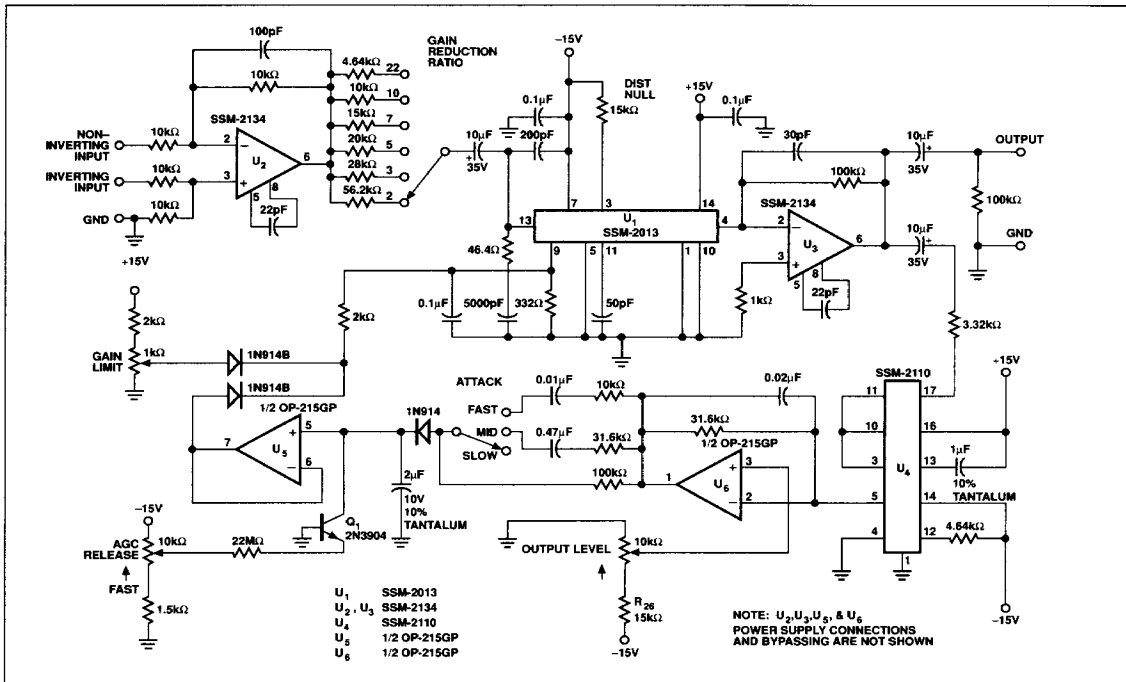 100pF
10kΩ
GAIN
REDUCTION
RATIO
4.64kΩ 22
10kΩ 10
15kΩ 7
20kΩ 5
28kΩ 3
56.2kΩ 2
NON-
INVERTING
INPUT
10kΩ
SSM-2134
2
U2
6
INVERTING
INPUT
10kΩ
3
8
5
GND
10kΩ
22pF
−15V
DIST
NULL
0.1µF
15kΩ
+15V
0.1µF
10µF
+
35V
200pF
7
3
14
13
U1
SSM-2013
4
9
5
11
1
10
30pF
100kΩ
SSM-2134
2
U3
6
3
8
5
22pF
1kΩ
10µF
+
35V
OUTPUT
100kΩ
GND
10µF
+
35V
3.32kΩ
46.4Ω
0.1µF
5000pF
332Ω
50pF
+15V
2kΩ
1kΩ
GAIN
LIMIT
2kΩ
1N914B
1N914B
1/2 OP-215GP
7
U5
5
6
1N914
ATTACK
FAST
MID
SLOW
0.01µF
10kΩ
0.47µF
31.6kΩ
100kΩ
0.02µF
31.6kΩ
1/2 OP-215GP
1
U6
3
2
SSM-2110
11
17
10
16
3
13
U4
5
14
4
12
1
+15V
1µF
10%
TANTALUM
4.64kΩ
−15V
2µF
10V
10%
TANTALUM
Q1
2N3904
−15V
AGC
RELEASE
10kΩ
22MΩ
FAST
1.5kΩ
OUTPUT LEVEL
10kΩ
R26
15kΩ
−15V
U1 SSM-2013
U2 , U3 SSM-2134
U4 SSM-2110
U5 1/2 OP-215GP
U6 1/2 OP-215GP
NOTE: U2,U3,U5, & U6
POWER SUPPLY CONNECTIONS
AND BYPASSING ARE NOT SHOWN